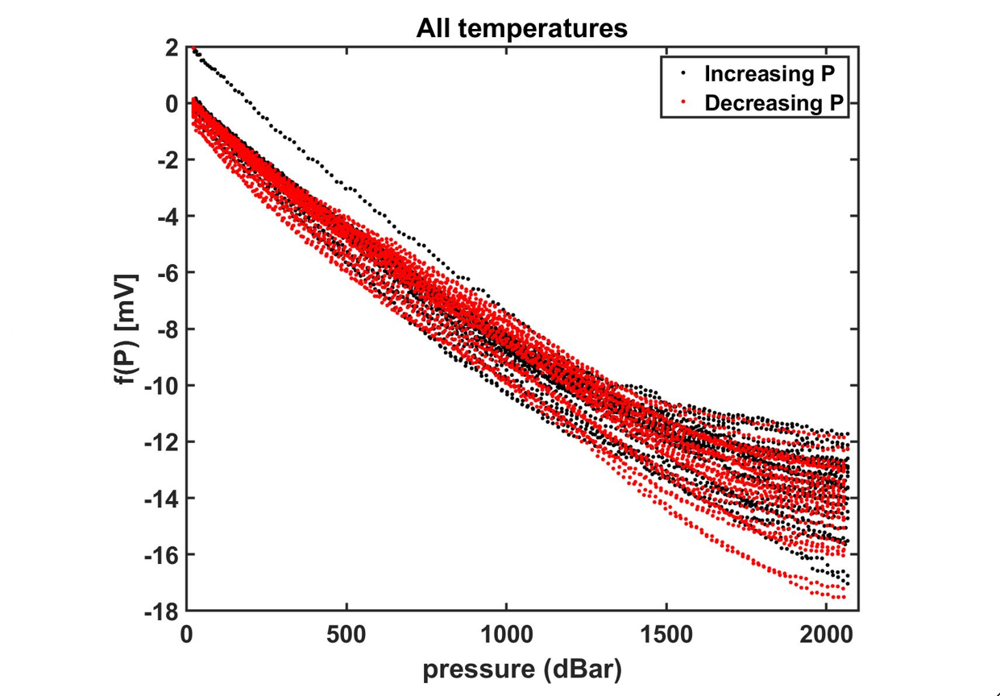 All temperatures
2
0
-2
-4
-6
-8
-10
-12
-14
-16
-18
f(P) [mV]
Increasing P
Decreasing P
0 500 1000 1500 2000
pressure (dBar)